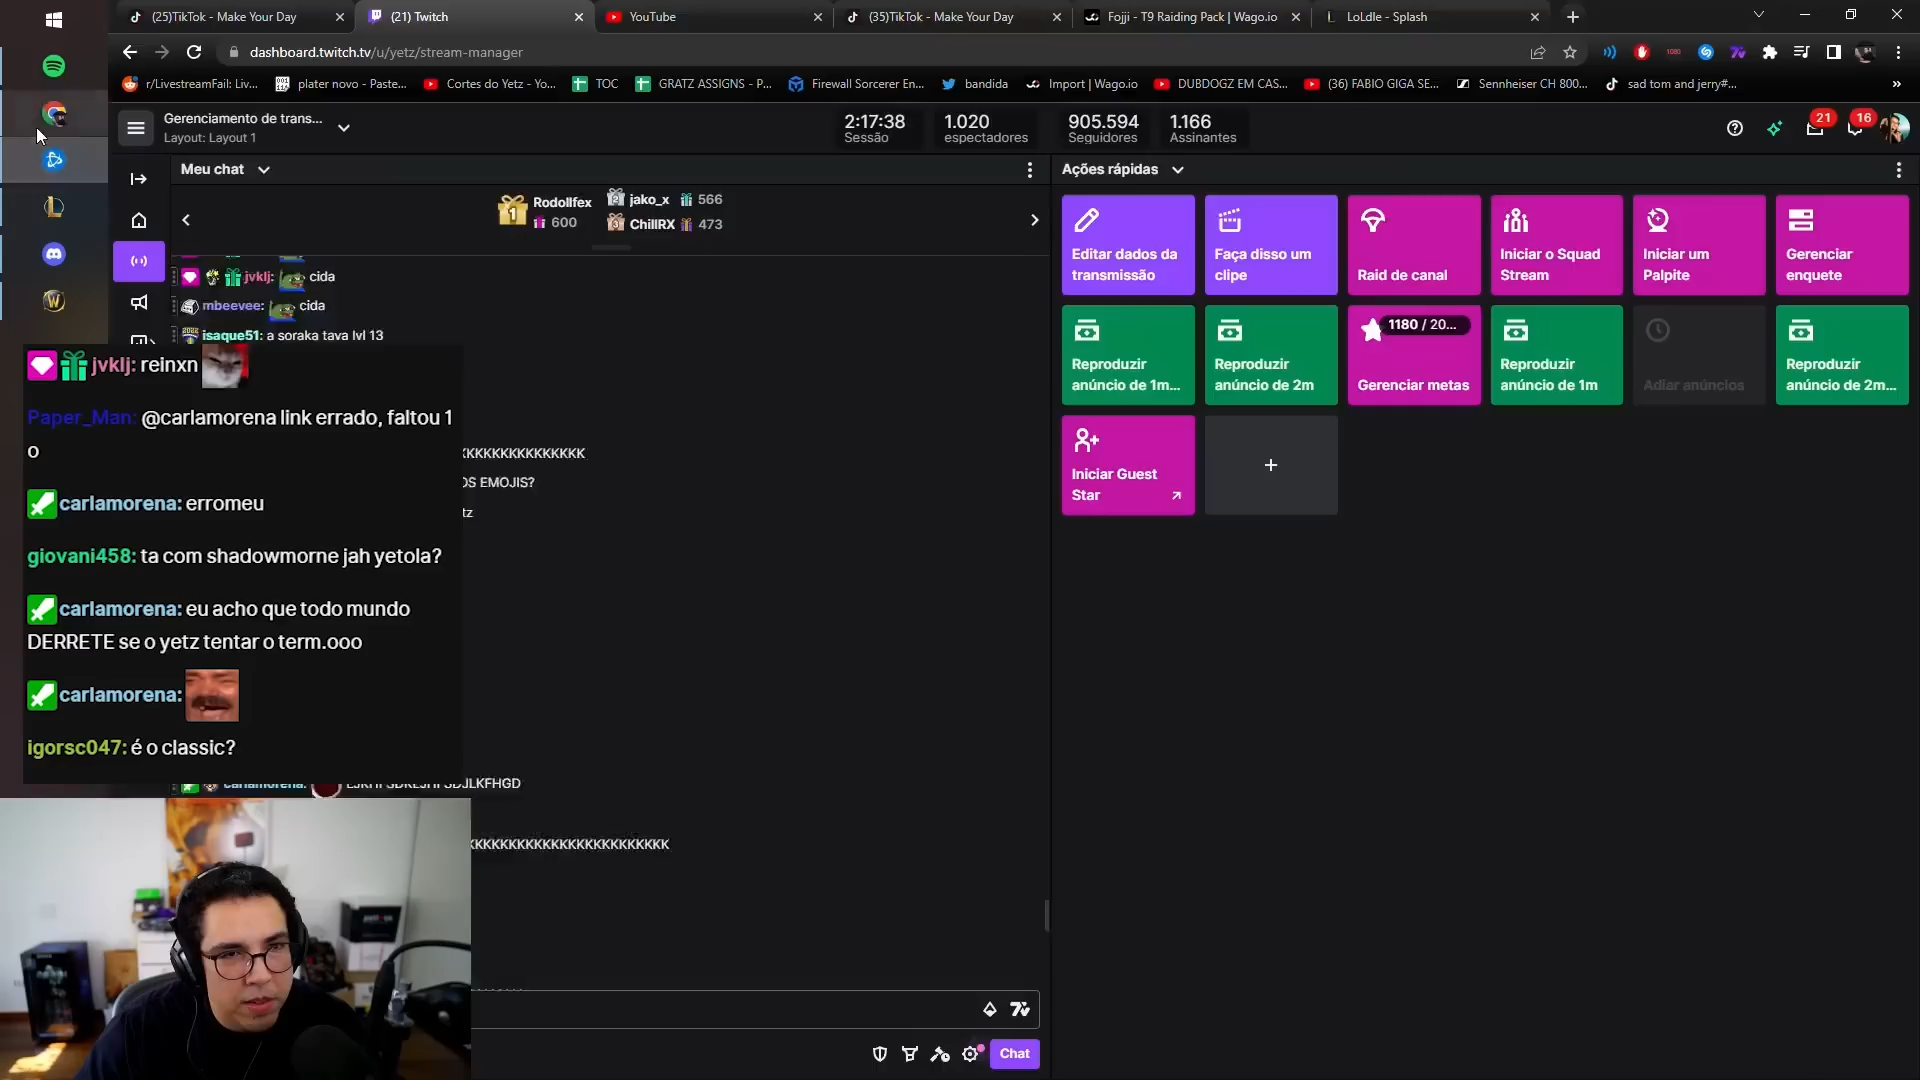 (25)TikTok - Make Your Day
(21) Twitch
YouTube
(35)TikTok - Make Your Day
Fojji - T9 Raiding Pack | Wago.io
LoLdle - Splash
dashboard.twitch.tv/u/yetz/stream-manager
r/LivestreamFail: Liv...
plater novo - Paste...
Cortes do Yetz - Yo...
TOC
GRATZ ASSIGNS - P...
Firewall Sorcerer En...
bandida
Import | Wago.io
DUBDOGZ EM CAS...
(36) FABIO GIGA SE...
Sennheiser CH 800...
sad tom and jerry#...
»
Gerenciamento de trans...
Layout: Layout 1
2:17:38
Sessão
1.020
espectadores
905.594
Seguidores
1.166
Assinantes
21
16
Meu chat
1
Rodollfex
600
jako_x 566
ChillRX 473
jvklj: cida
mbeevee: cida
isaque51: a soraka tava lvl 13
jvklj: reinxn
Paper_Man: @carlamorena link errado, faltou 1
o
carlamorena: erromeu
giovani458: ta com shadowmorne jah yetola?
carlamorena: eu acho que todo mundo
DERRETE se o yetz tentar o term.ooo
carlamorena:
igorsc047: é o classic?
KKKKKKKKKKKKKKK
OS EMOJIS?
tz
carlamorena:
KKKKKKKKKKKKKKKKKKKKKKKK
Chat
Ações rápidas
Editar dados da
transmissão
Faça disso um
clipe
Raid de canal
Iniciar o Squad
Stream
Iniciar um
Palpite
Gerenciar
enquete
Reproduzir
anúncio de 1m...
Reproduzir
anúncio de 2m
1180 / 20...
Gerenciar metas
Reproduzir
anúncio de 1m
Adiar anúncios
Reproduzir
anúncio de 2m...
Iniciar Guest
Star